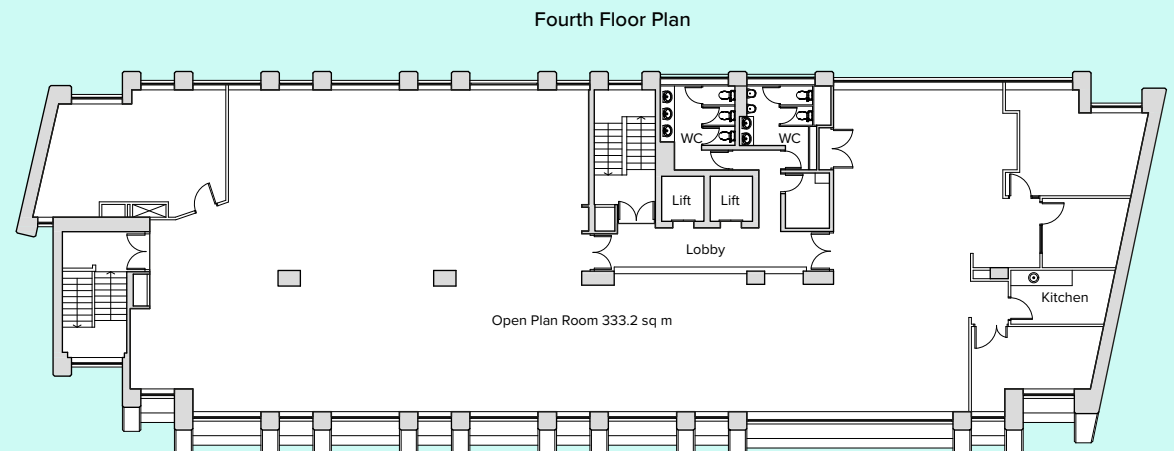 Fourth Floor Plan
WC
WC
Lift
Lift
Lobby
Kitchen
Open Plan Room 333.2 sq m